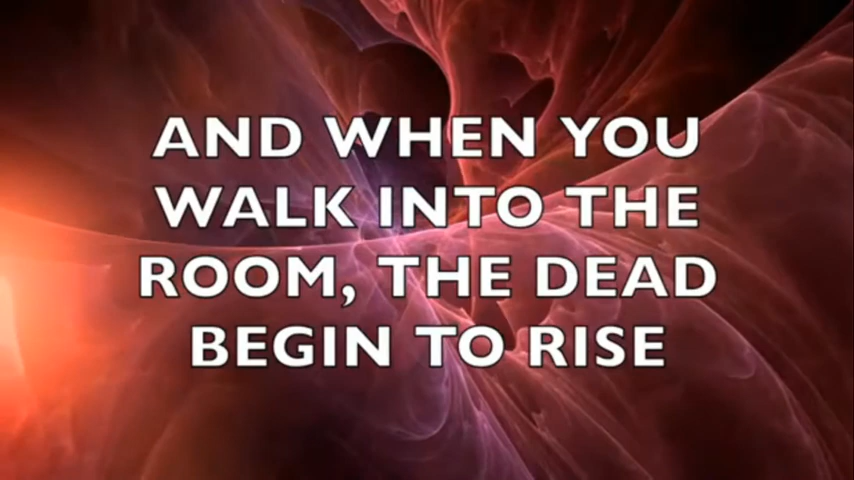 AND WHEN YOU
WALK INTO THE
ROOM, THE DEAD
BEGIN TO RISE